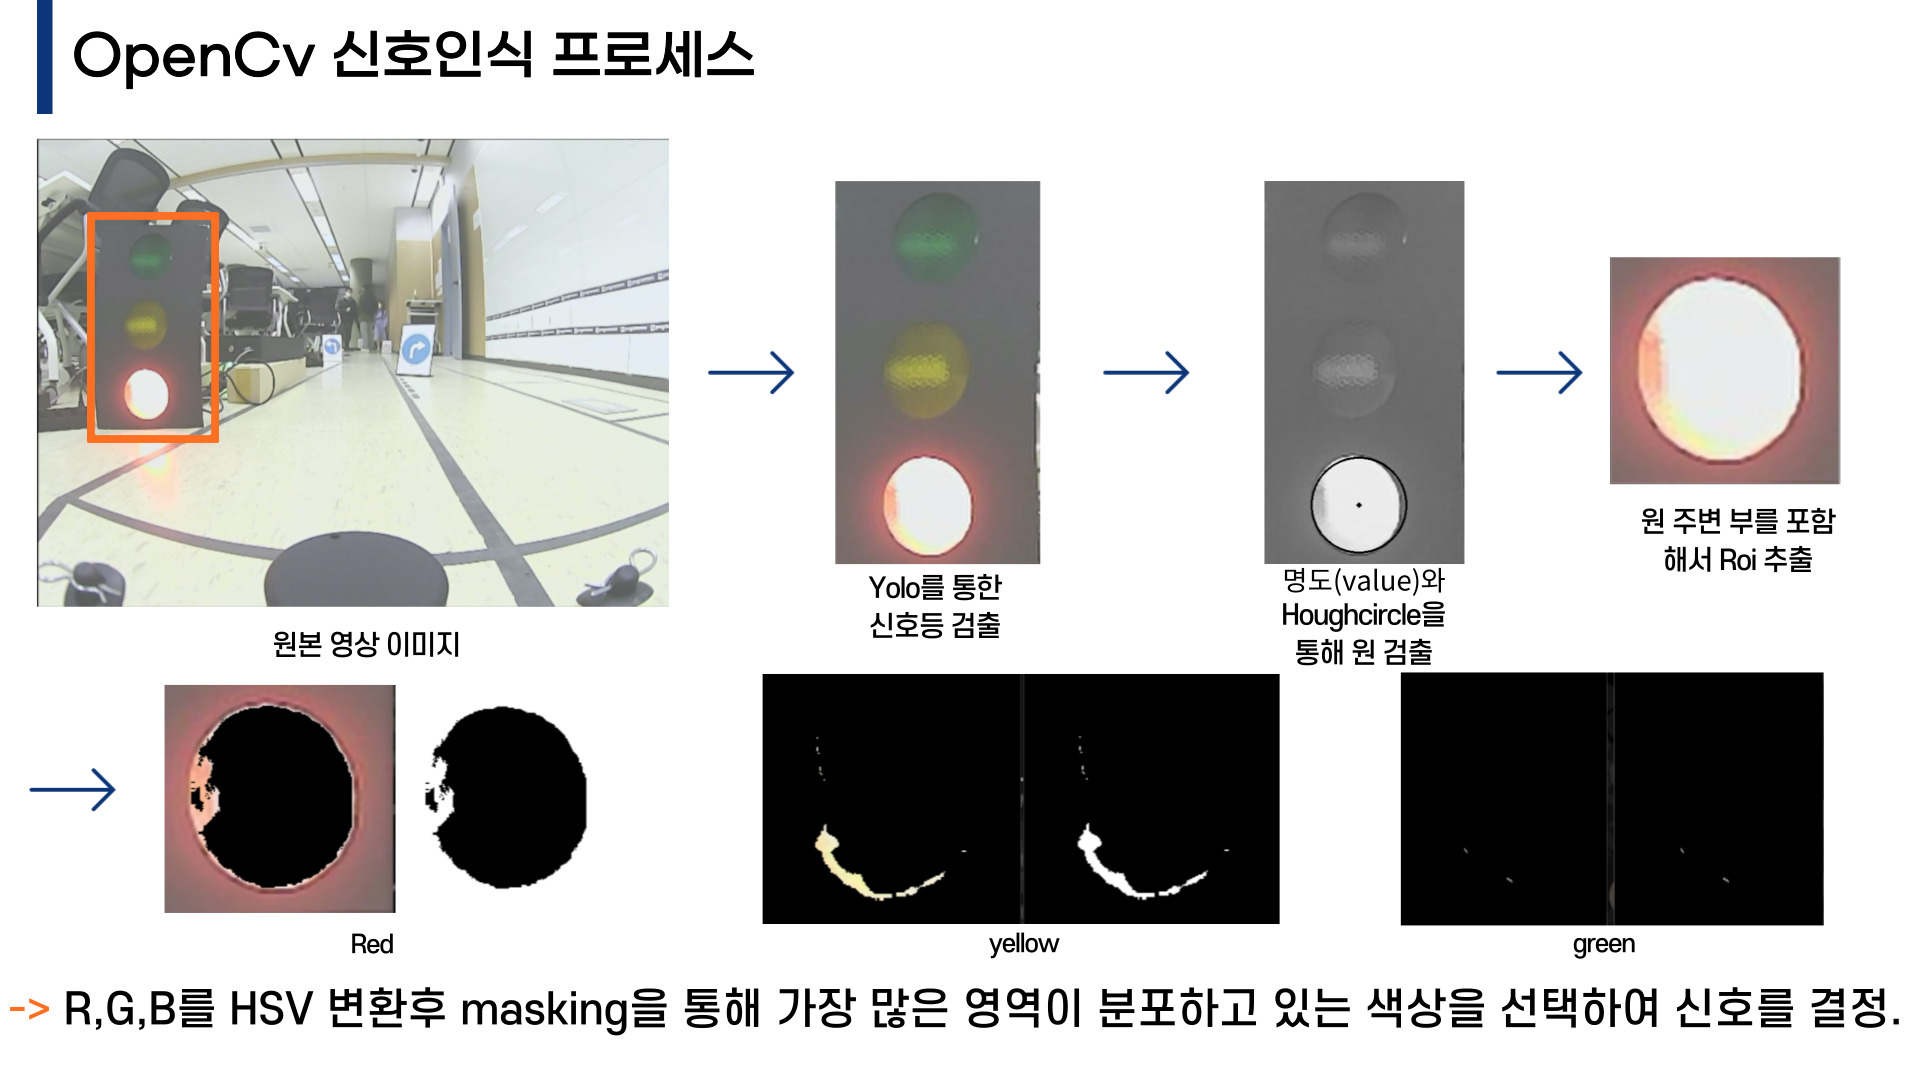 OpenCv 신호인식 프로세스
원본 영상 이미지
Yolo를 통한
신호등 검출
명도(value)와
Houghcircle을
통해 원 검출
원 주변 부를 포함
해서 Roi 추출
Red
yellow
green
-> R,G,B를 HSV 변환후 masking을 통해 가장 많은 영역이 분포하고 있는 색상을 선택하여 신호를 결정.